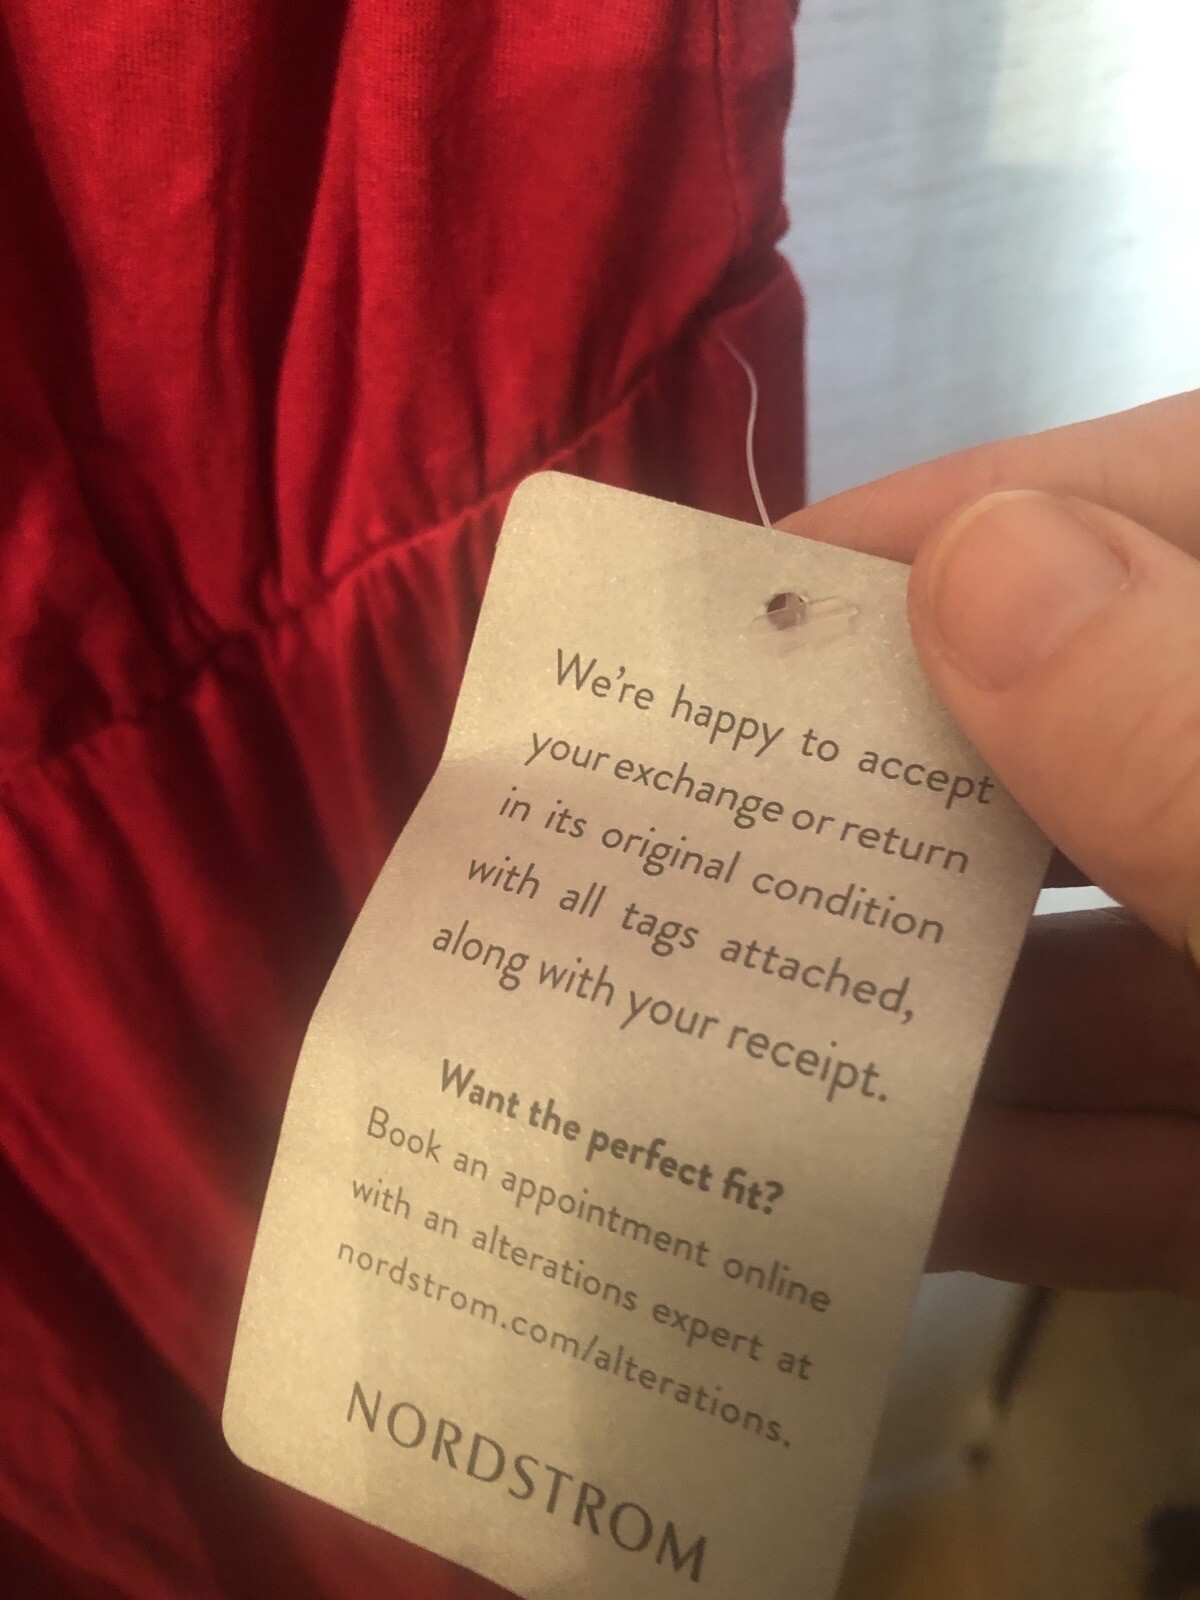 We're happy to accept
your exchange or return
in its original condition
with all tags attached,
along with your receipt.
Want the perfect fit?
Book an appointment online
with an alterations expert at
nordstrom.com/alterations.
NORDSTROM